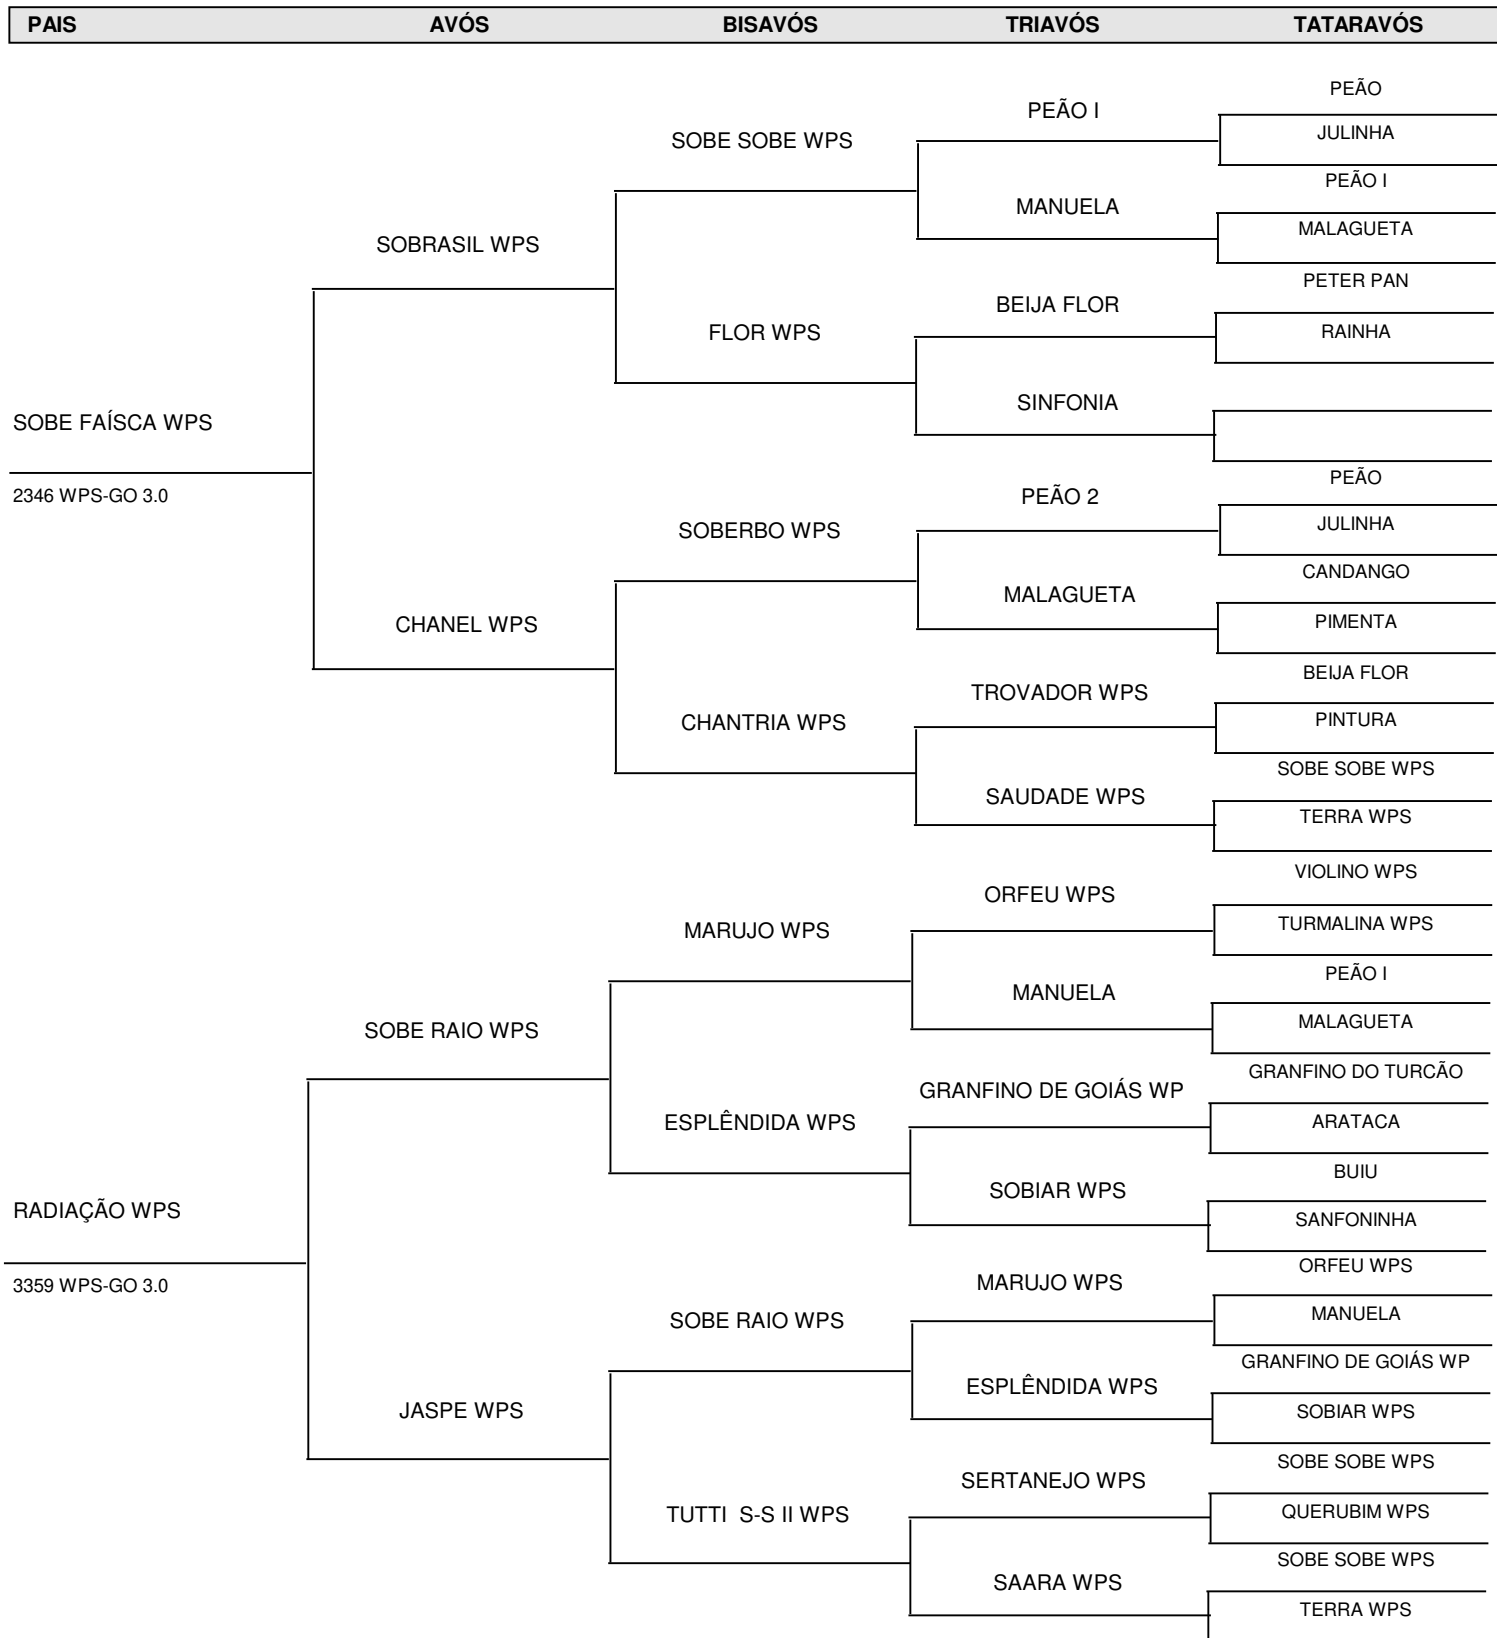 PAIS AVÓS BISAVÓS TRIAVÓS TATARAVÓS
PEÃO
PEÃO I
JULINHA
SOBE SOBE WPS
PEÃO I
MANUELA
MALAGUETA
SOBRASIL WPS
PETER PAN
BEIJA FLOR
RAINHA
FLOR WPS
SINFONIA
SOBE FAÍSCA WPS
2346 WPS-GO 3.0
PEÃO
PEÃO 2
JULINHA
SOBERBO WPS
CANDANGO
MALAGUETA
PIMENTA
CHANEL WPS
BEIJA FLOR
TROVADOR WPS
PINTURA
CHANTRIA WPS
SOBE SOBE WPS
SAUDADE WPS
TERRA WPS
VIOLINO WPS
ORFEU WPS
TURMALINA WPS
MARUJO WPS
PEÃO I
MANUELA
MALAGUETA
SOBE RAIO WPS
GRANFINO DO TURCÃO
GRANFINO DE GOIÁS WP
ARATACA
ESPLÊNDIDA WPS
BUIU
SOBIAR WPS
SANFONINHA
RADIAÇÃO WPS
3359 WPS-GO 3.0
ORFEU WPS
MARUJO WPS
MANUELA
SOBE RAIO WPS
GRANFINO DE GOIÁS WP
ESPLÊNDIDA WPS
SOBIAR WPS
JASPE WPS
SOBE SOBE WPS
SERTANEJO WPS
QUERUBIM WPS
TUTTI S-S II WPS
SOBE SOBE WPS
SAARA WPS
TERRA WPS